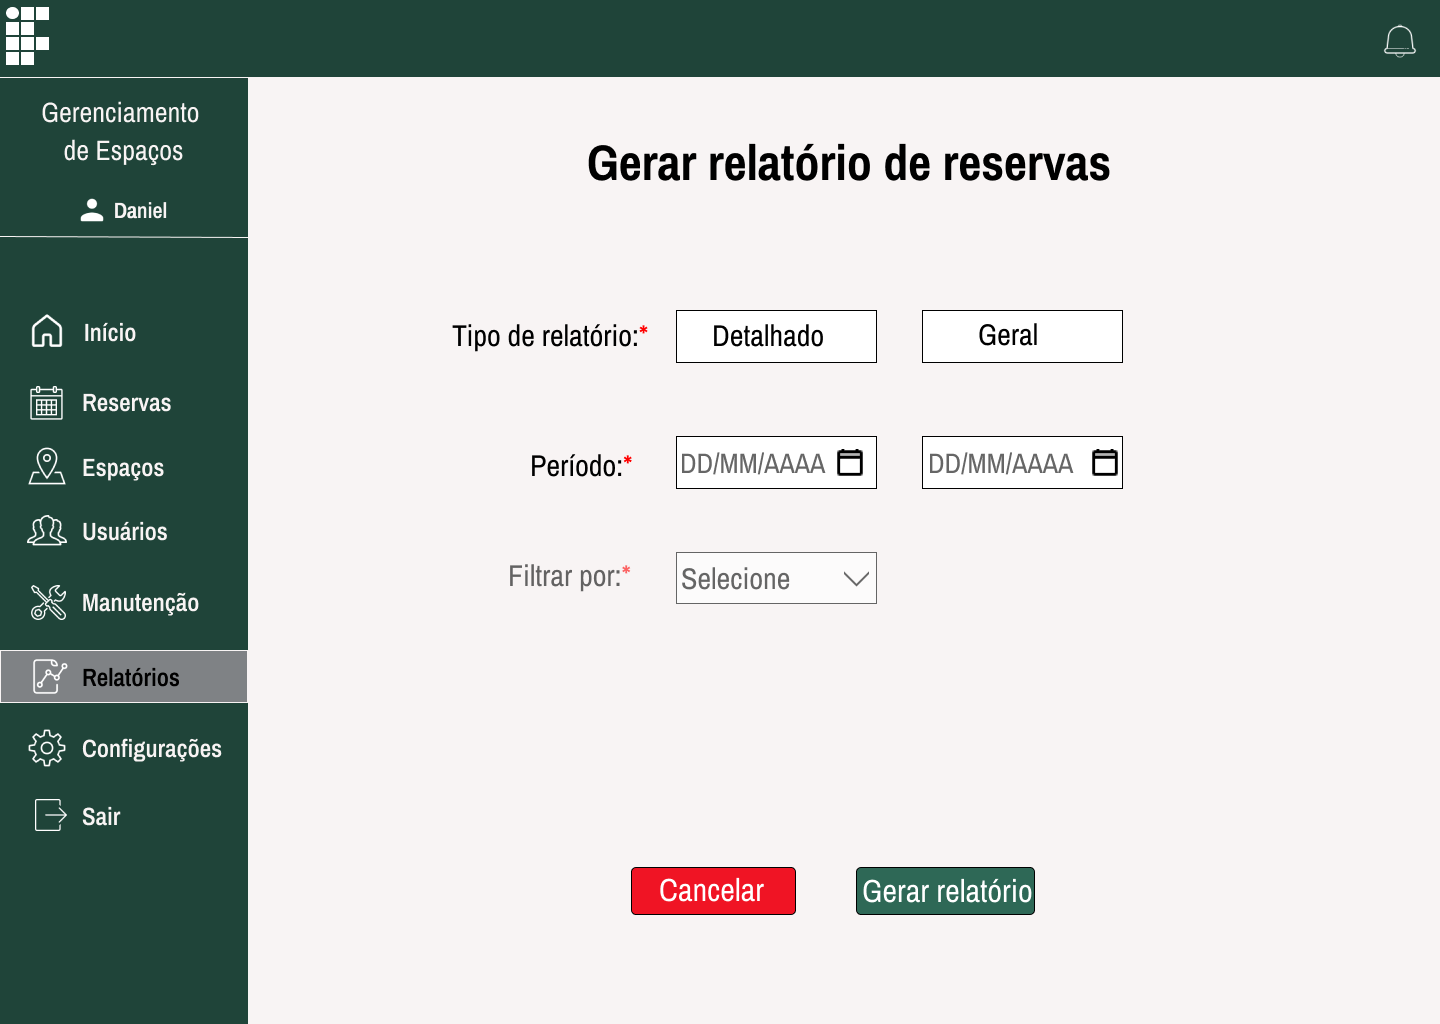 Gerenciamento
de Espaços
Daniel
Início
Reservas
Espaços
Usuários
Manutenção
Relatórios
Configurações
Sair
Gerar relatório de reservas
Tipo de relatório:* Detalhado Geral
Período:* DD/MM/AAAA DD/MM/AAAA
Filtrar por:* Selecione
Cancelar Gerar relatório